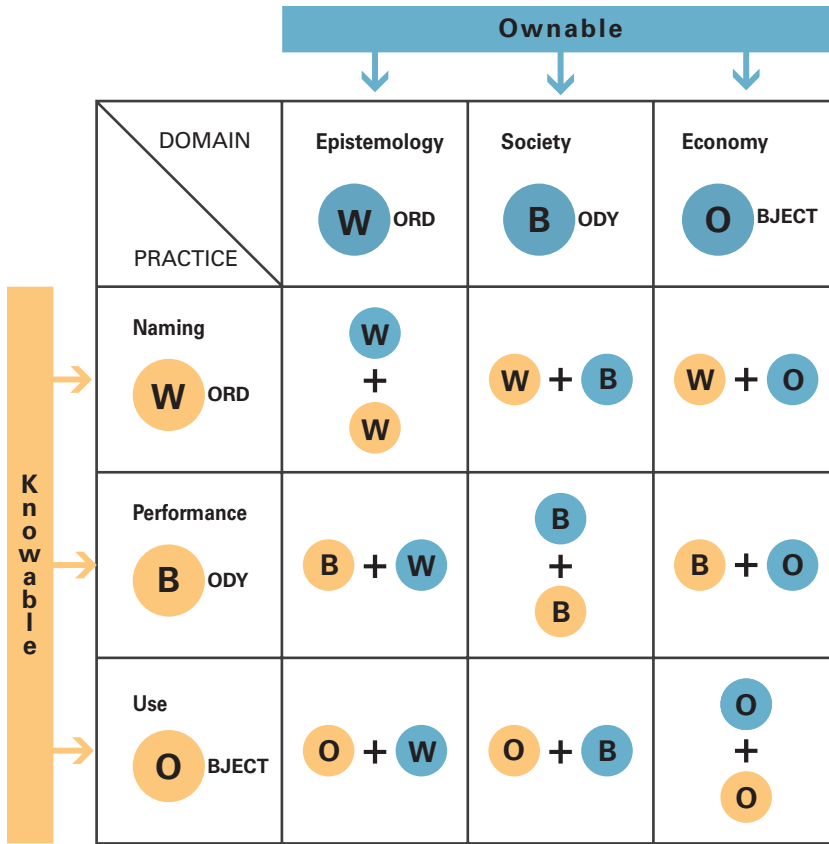 Ownable
DOMAIN
PRACTICE
Epistemology
W ORD
Society
B ODY
Economy
O BJECT
Knowable
Naming
W ORD
W
+
W
W + B
W + O
Performance
B ODY
B + W
B
+
B
B + O
Use
O BJECT
O + W
O + B
O
+
O